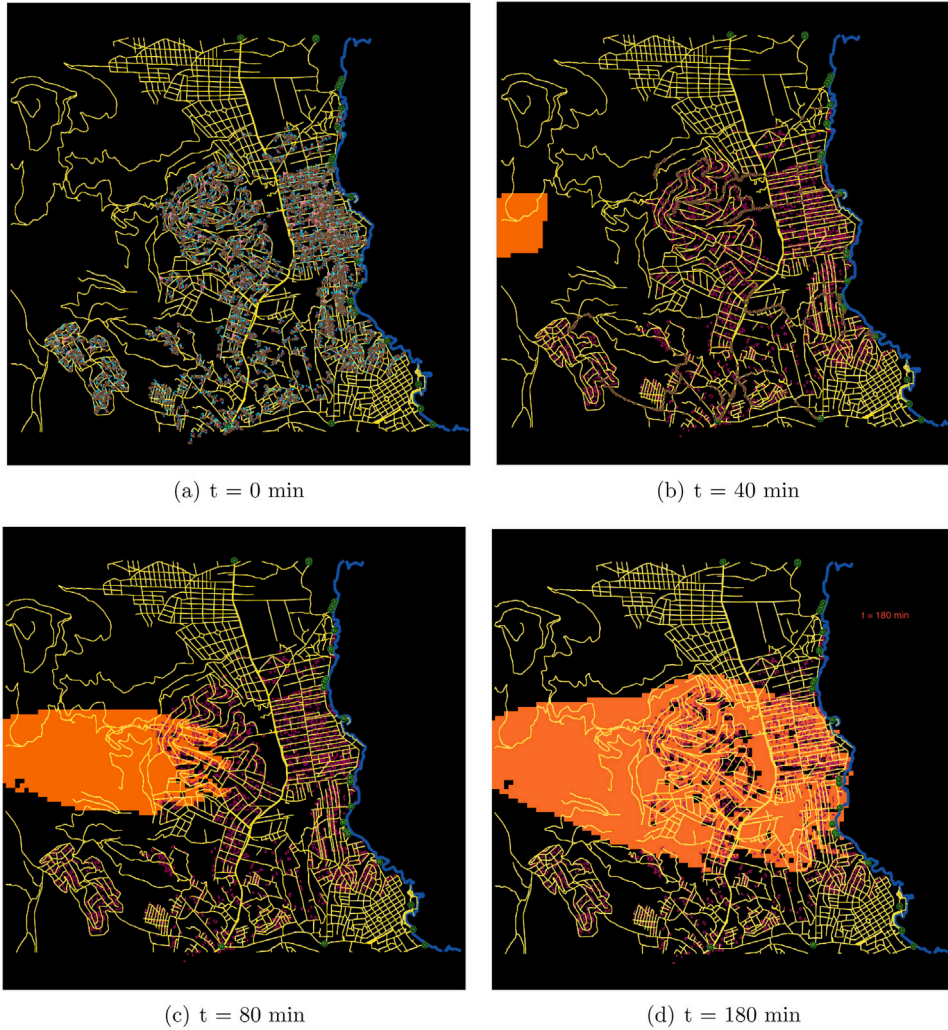 (a) t = 0 min
(b) t = 40 min
t = 180 min
(c) t = 80 min
(d) t = 180 min